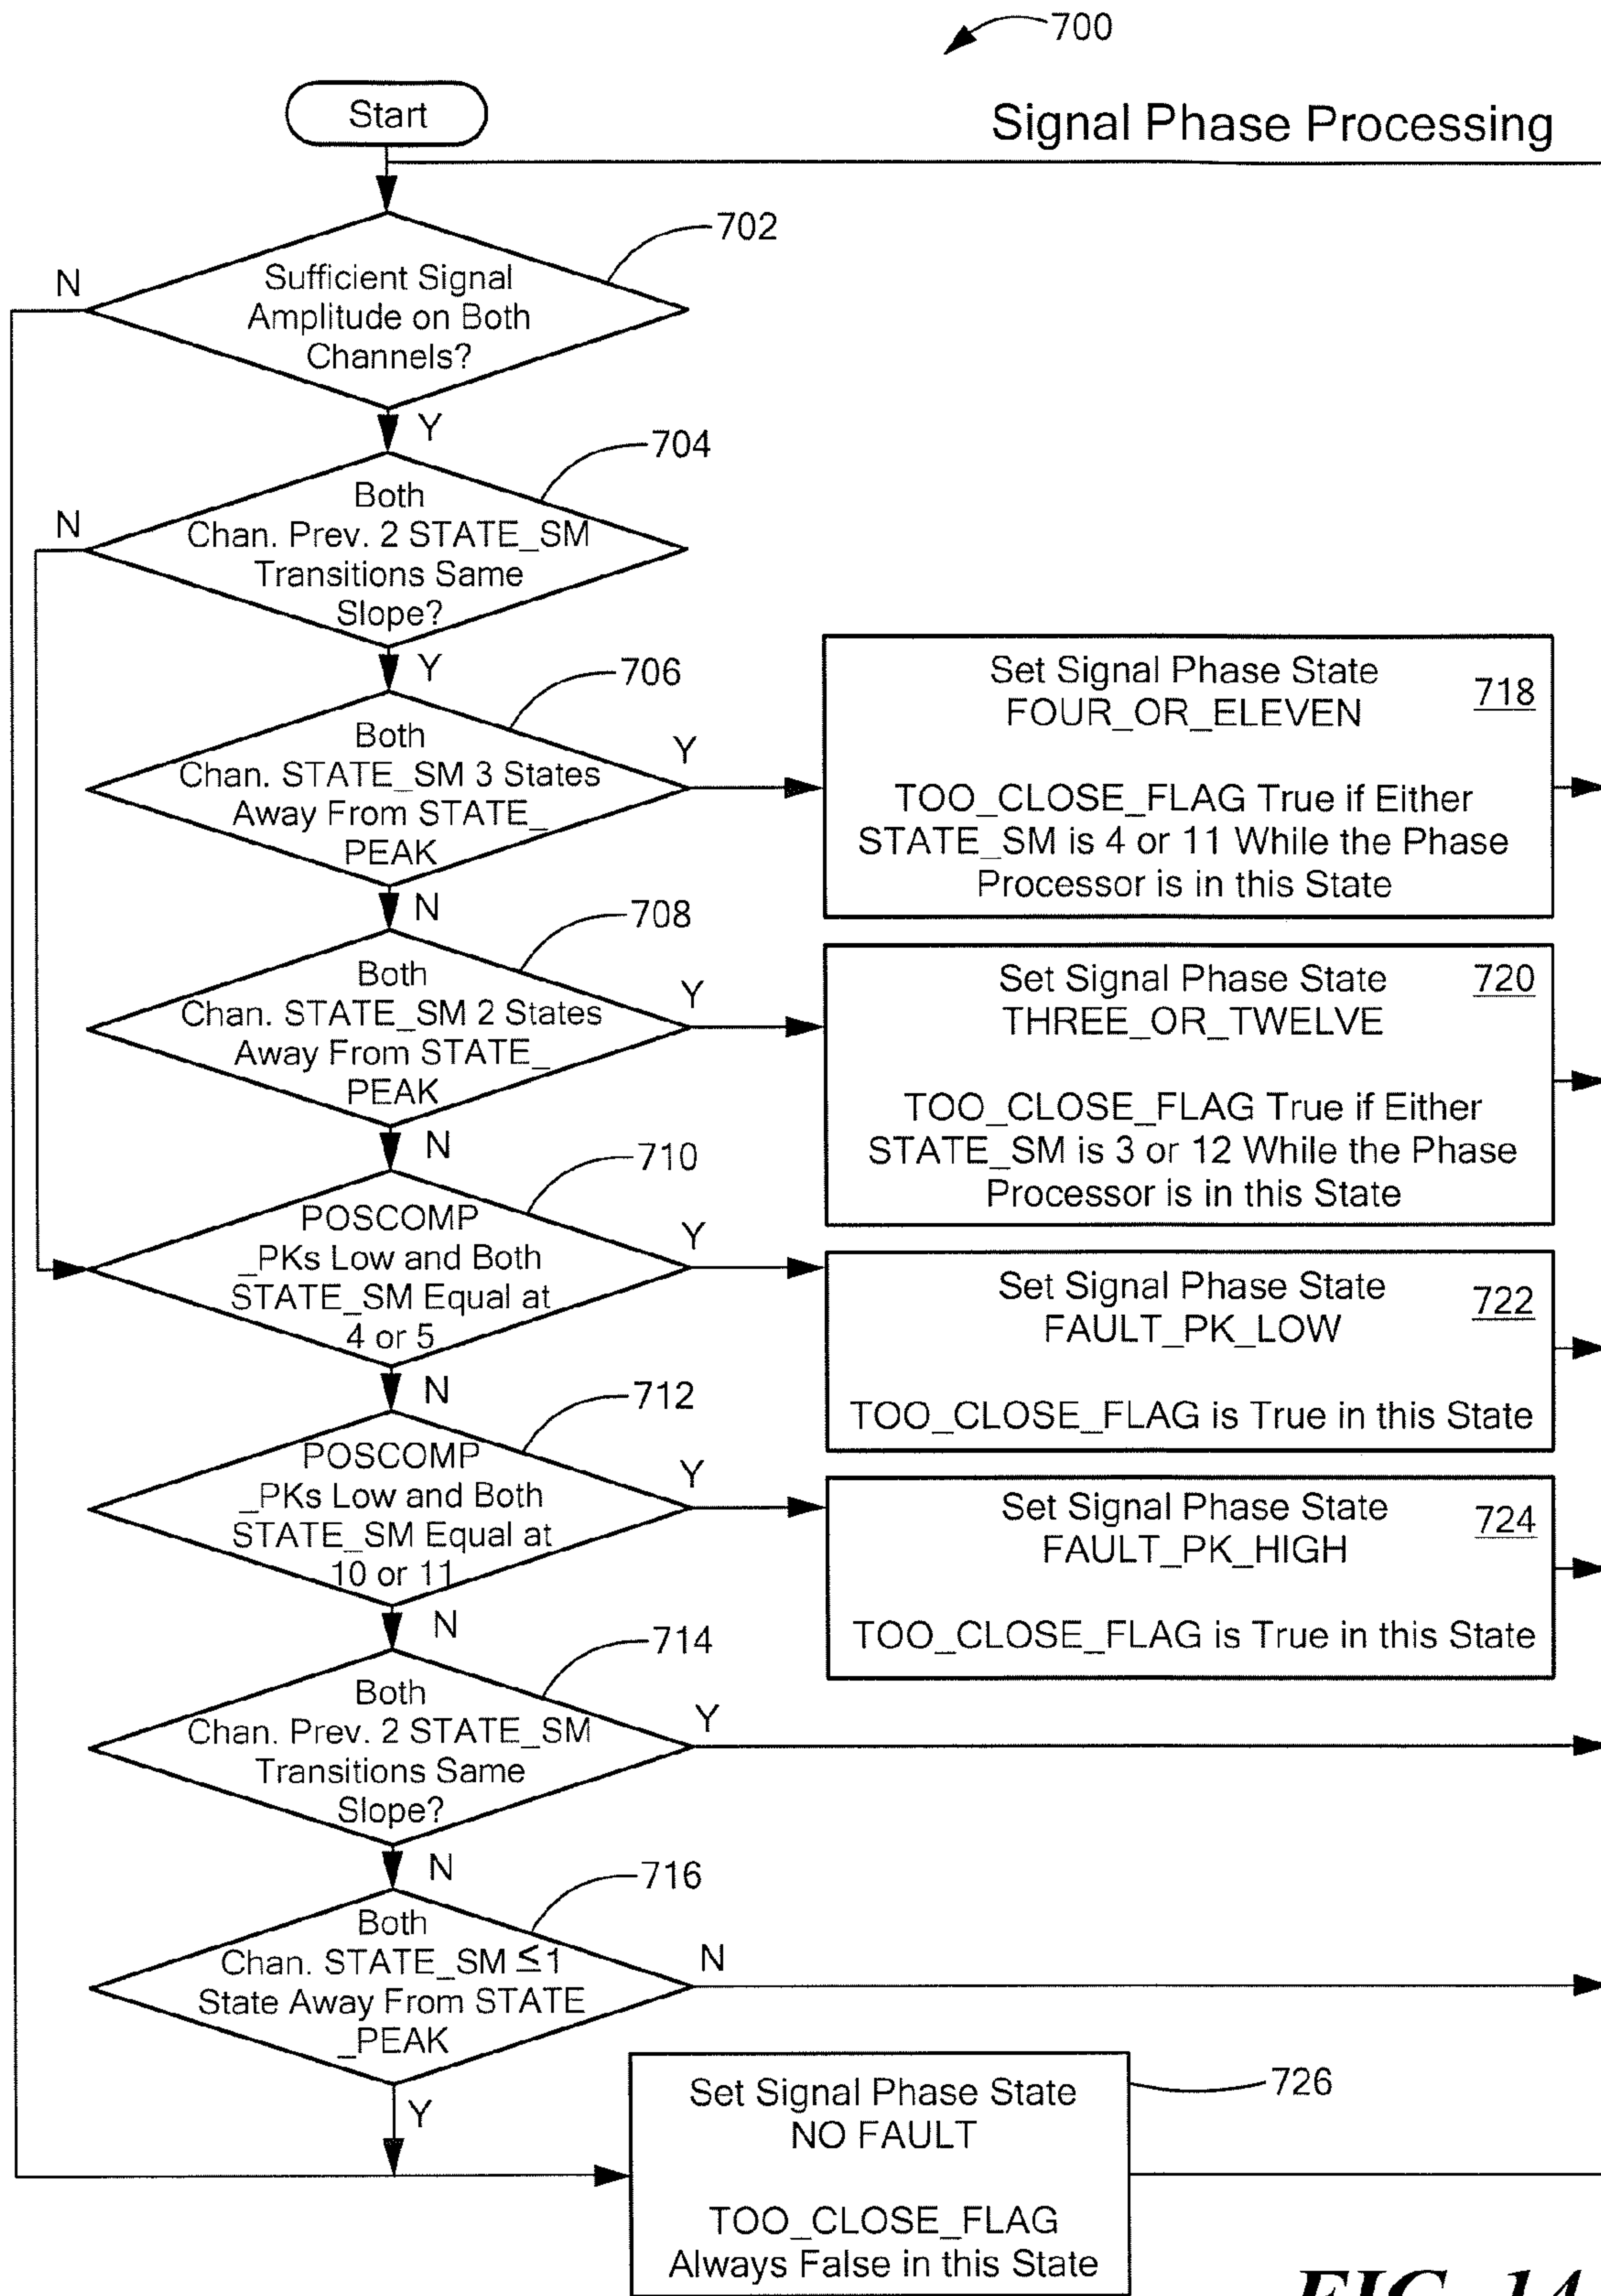 700
Start
Signal Phase Processing
702
N
Sufficient Signal
Amplitude on Both
Channels?
Y
704
N
Both
Chan. Prev. 2 STATE_SM
Transitions Same
Slope?
Y
706
Both
Chan. STATE_SM 3 States
Away From STATE_
PEAK
Y
Set Signal Phase State
718
FOUR_OR_ELEVEN
TOO_CLOSE_FLAG True if Either
STATE_SM is 4 or 11 While the Phase
Processor is in this State
N
708
Both
Chan. STATE_SM 2 States
Away From STATE_
PEAK
Y
Set Signal Phase State
720
THREE_OR_TWELVE
TOO_CLOSE_FLAG True if Either
STATE_SM is 3 or 12 While the Phase
Processor is in this State
N
710
POSCOMP
_PKs Low and Both
STATE_SM Equal at
4 or 5
Y
Set Signal Phase State
722
FAULT_PK_LOW
TOO_CLOSE_FLAG is True in this State
N
712
POSCOMP
_PKs Low and Both
STATE_SM Equal at
10 or 11
Y
Set Signal Phase State
724
FAULT_PK_HIGH
TOO_CLOSE_FLAG is True in this State
N
714
Both
Chan. Prev. 2 STATE_SM
Transitions Same
Slope?
Y
N
716
Both
Chan. STATE_SM ≤1
State Away From STATE
_PEAK
N
Y
Set Signal Phase State
NO FAULT
726
TOO_CLOSE_FLAG
Always False in this State
FIG. 14